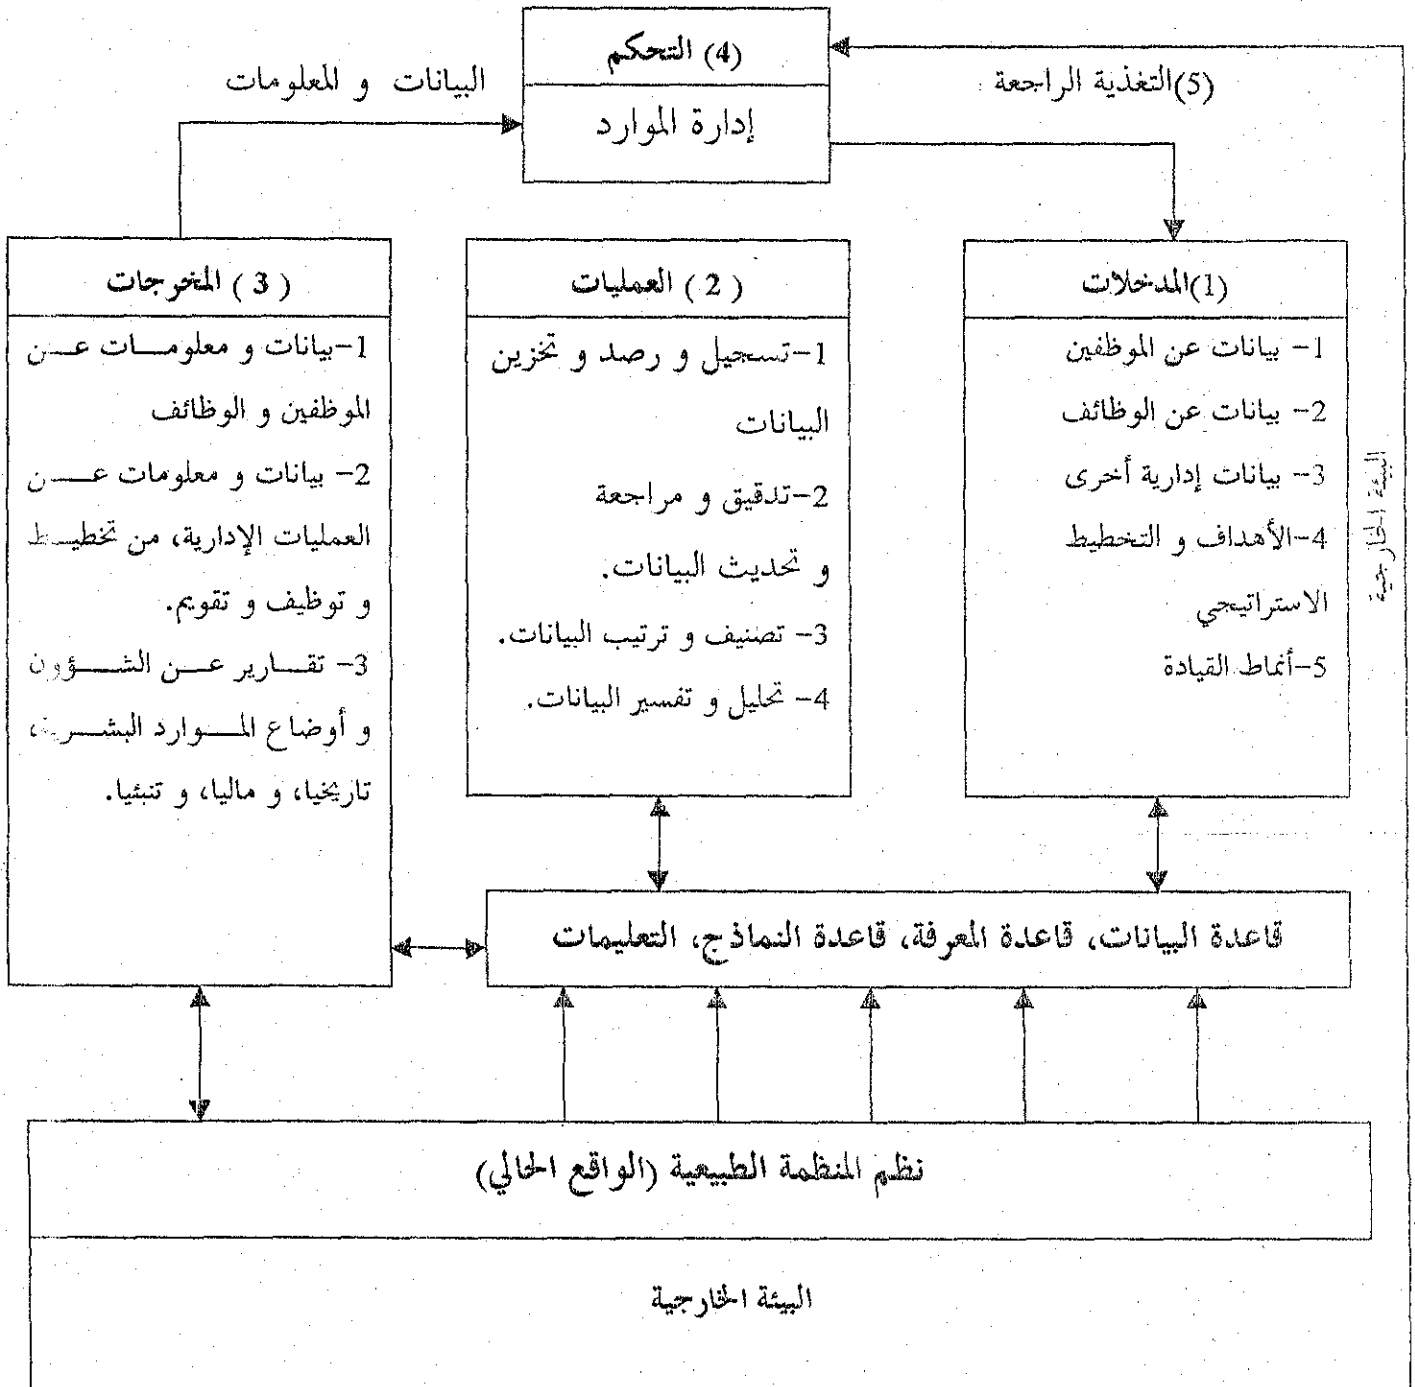 (4) التحكم
إدارة الموارد
البيانات و المعلومات
(5) التغذية الراجعة
(1) المدخلات
1- بيانات عن الموظفين
2- بيانات عن الوظائف
3- بيانات إدارية أخرى
4-الأهداف و التخطيط
الاستراتيجي
5-أنماط القيادة
( 2 ) العمليات
1-تسجيل و رصد و تخزين
البيانات
2-تدقيق و مراجعة
و تحديث البيانات.
3- تصنيف و ترتيب البيانات.
4- تحليل و تفسير البيانات.
( 3 ) المخرجات
1-بيانات و معلومات عن
الموظفين و الوظائف
2- بيانات و معلومات عن
العمليات الإدارية، من تخطيط
و توظيف و تقويم.
3- تقارير عن الشؤون
و أوضاع الموارد البشرية،
تاريخيا، و ماليا، و تنبئيا.
البيئة الخارجية
قاعدة البيانات، قاعدة المعرفة، قاعدة النماذج، التعليمات
نظم المنظمة الطبيعية (الواقع الحالي)
البيئة الخارجية